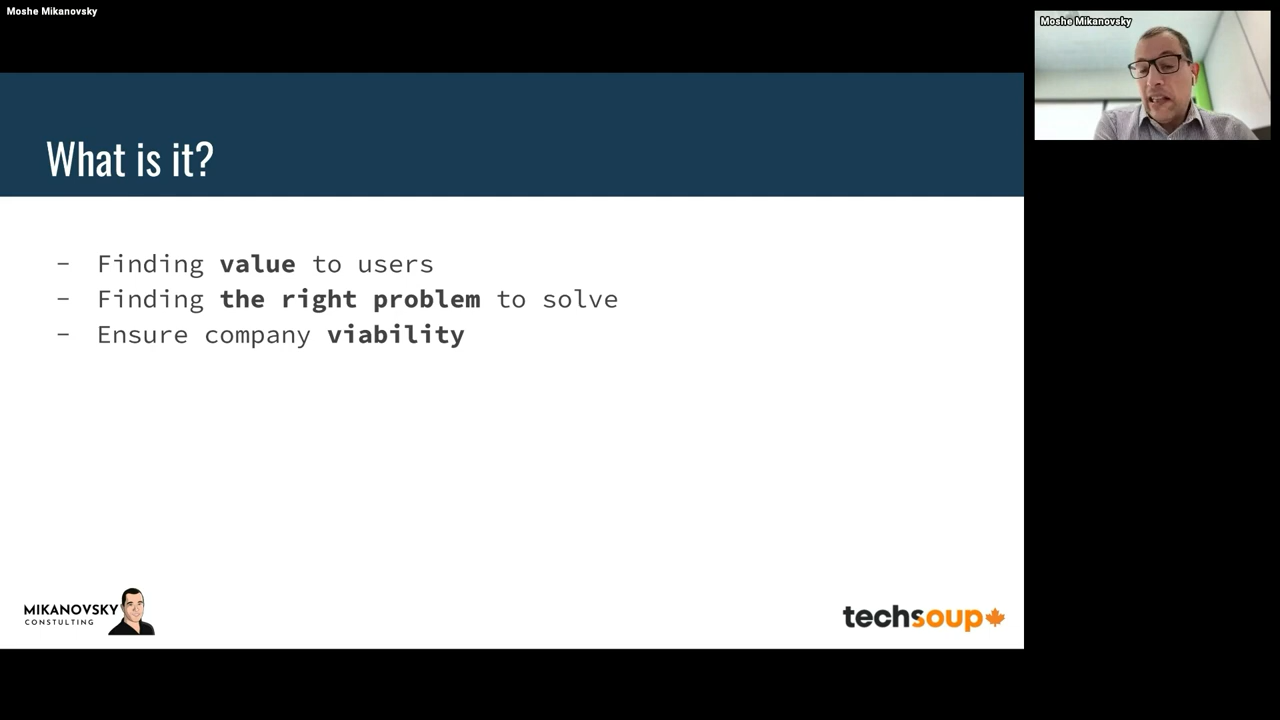 Moshe Mikanovsky
Moshe Mikanovsky
What is it?
- Finding value to users
- Finding the right problem to solve
- Ensure company viability
MIKANOVSKY
CONSTULTING
techsoup